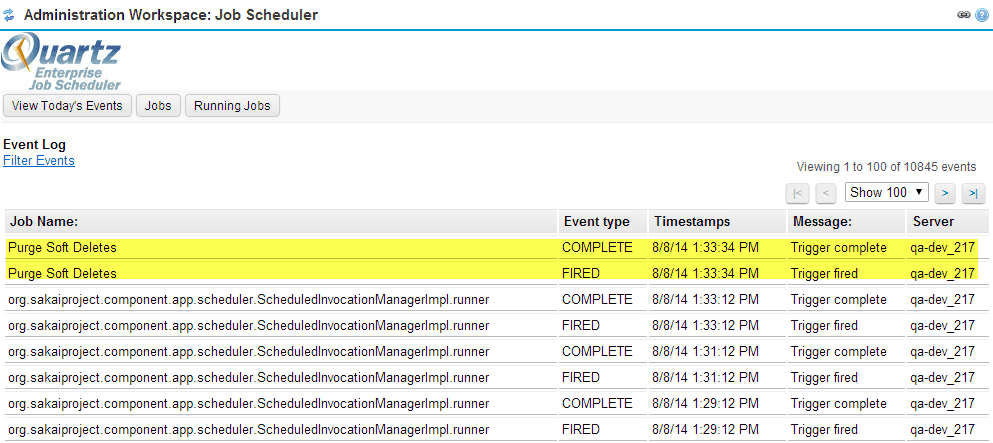 Administration Workspace: Job Scheduler
Quartz
Enterprise
Job Scheduler
View Today's Events Jobs Running Jobs
Event Log
Filter Events
Viewing 1 to 100 of 10845 events
|< < Show 100 > >|
Job Name: Event type Timestamps Message: Server
Purge Soft Deletes COMPLETE 8/8/14 1:33:34 PM Trigger complete qa-dev_217
Purge Soft Deletes FIRED 8/8/14 1:33:34 PM Trigger fired qa-dev_217
org.sakaiproject.component.app.scheduler.ScheduledInvocationManagerImpl.runner COMPLETE 8/8/14 1:33:12 PM Trigger complete qa-dev_217
org.sakaiproject.component.app.scheduler.ScheduledInvocationManagerImpl.runner FIRED 8/8/14 1:33:12 PM Trigger fired qa-dev_217
org.sakaiproject.component.app.scheduler.ScheduledInvocationManagerImpl.runner COMPLETE 8/8/14 1:31:12 PM Trigger complete qa-dev_217
org.sakaiproject.component.app.scheduler.ScheduledInvocationManagerImpl.runner FIRED 8/8/14 1:31:12 PM Trigger fired qa-dev_217
org.sakaiproject.component.app.scheduler.ScheduledInvocationManagerImpl.runner COMPLETE 8/8/14 1:29:12 PM Trigger complete qa-dev_217
org.sakaiproject.component.app.scheduler.ScheduledInvocationManagerImpl.runner FIRED 8/8/14 1:29:12 PM Trigger fired qa-dev_217